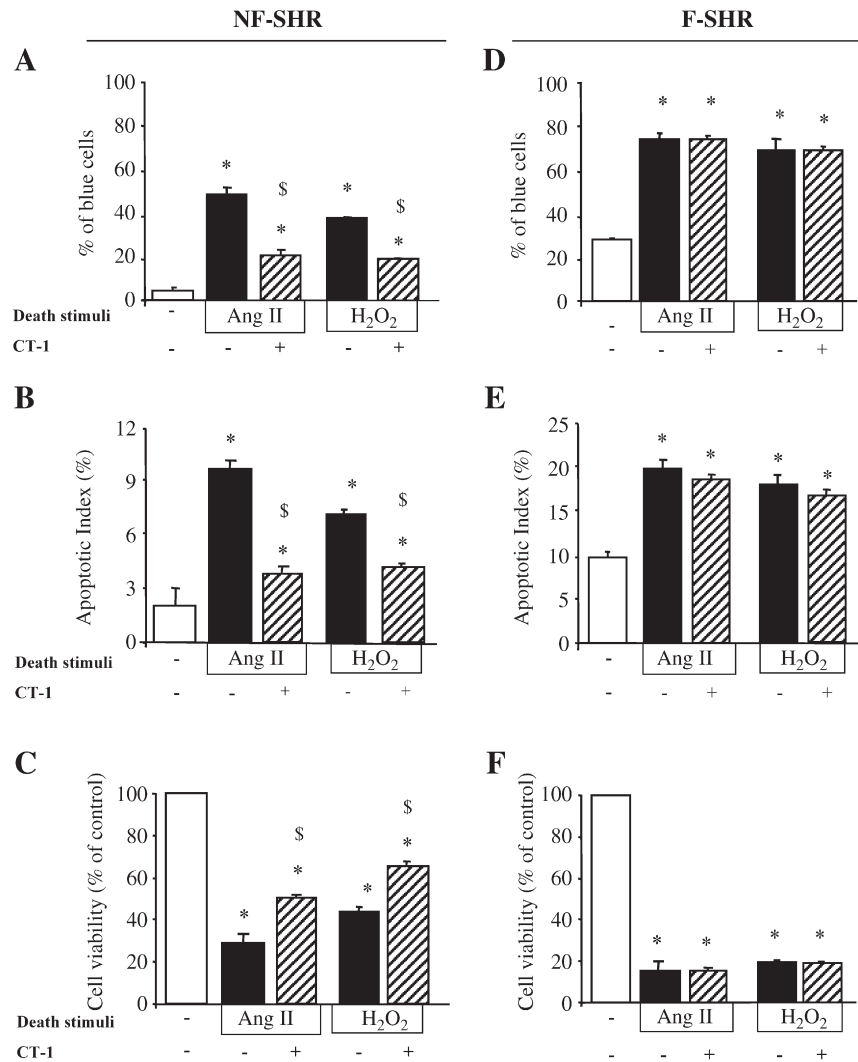 NF-SHR
F-SHR
A
% of blue cells
100
80
60
40
20
0
* * $ * * $ *
Death stimuli - Ang II H2O2
CT-1 - - + - +
D
% of blue cells
100
80
60
40
20
0
* * * *
- Ang II H2O2
- - + - +
B
Apoptotic Index (%)
12
9
6
3
0
* $ * * $ *
Death stimuli - Ang II H2O2
CT-1 - - + - +
E
Apoptotic Index (%)
25
20
15
10
5
0
* * * *
- Ang II H2O2
- - + - +
C
Cell viability (% of control)
100
80
60
40
20
0
* $ * * $ *
Death stimuli - Ang II H2O2
CT-1 - - + - +
F
Cell viability (% of control)
100
80
60
40
20
0
* * * *
- Ang II H2O2
- - + - +